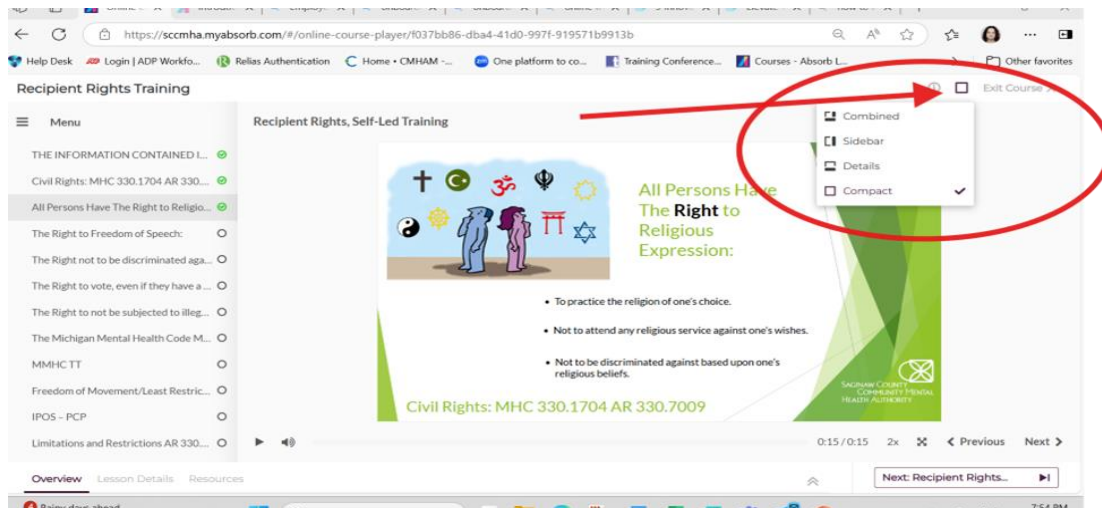 https://sccmha.myabsorb.com/#/online-course-player/f037bb86-dba4-41d0-997f-919571b9913b
Help Desk
Login | ADP Workfo...
Relias Authentication
Home • CMHAM -...
One platform to co...
Training Conference...
Courses - Absorb L...
Other favorites
Recipient Rights Training
Exit Course
Menu
Recipient Rights, Self-Led Training
Combined
Sidebar
Details
Compact
THE INFORMATION CONTAINED I...
Civil Rights: MHC 330.1704 AR 330....
All Persons Have The Right to Religio...
The Right to Freedom of Speech:
The Right not to be discriminated aga...
The Right to vote, even if they have a ...
The Right to not be subjected to illeg...
The Michigan Mental Health Code M...
MMHC TT
Freedom of Movement/Least Restric...
IPOS – PCP
Limitations and Restrictions AR 330....
All Persons Have
The Right to
Religious
Expression:
• To practice the religion of one's choice.
• Not to attend any religious service against one's wishes.
• Not to be discriminated against based upon one's
religious beliefs.
Civil Rights: MHC 330.1704 AR 330.7009
SAGINAW COUNTY
COMMUNITY MENTAL
HEALTH AUTHORITY
0:15 / 0:15 2x
Previous Next
Overview Lesson Details Resources
Next: Recipient Rights...
Rainy days ahead
7:54 PM